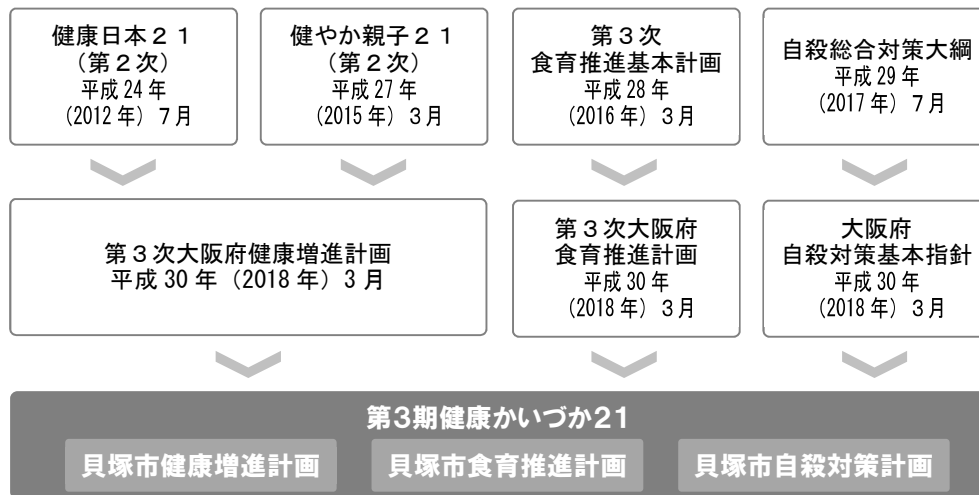 健康日本２１
（第２次）
平成 24 年
（2012 年）７月
健やか親子２１
（第２次）
平成 27 年
（2015 年）３月
第３次
食育推進基本計画
平成 28 年
（2016 年）３月
自殺総合対策大綱
平成 29 年
（2017 年）７月
第３次大阪府健康増進計画
平成 30 年（2018 年）3 月
第３次大阪府
食育推進計画
平成 30 年
（2018 年）３月
大阪府
自殺対策基本指針
平成 30 年
（2018 年）３月
第3期健康かいづか21
貝塚市健康増進計画
貝塚市食育推進計画
貝塚市自殺対策計画